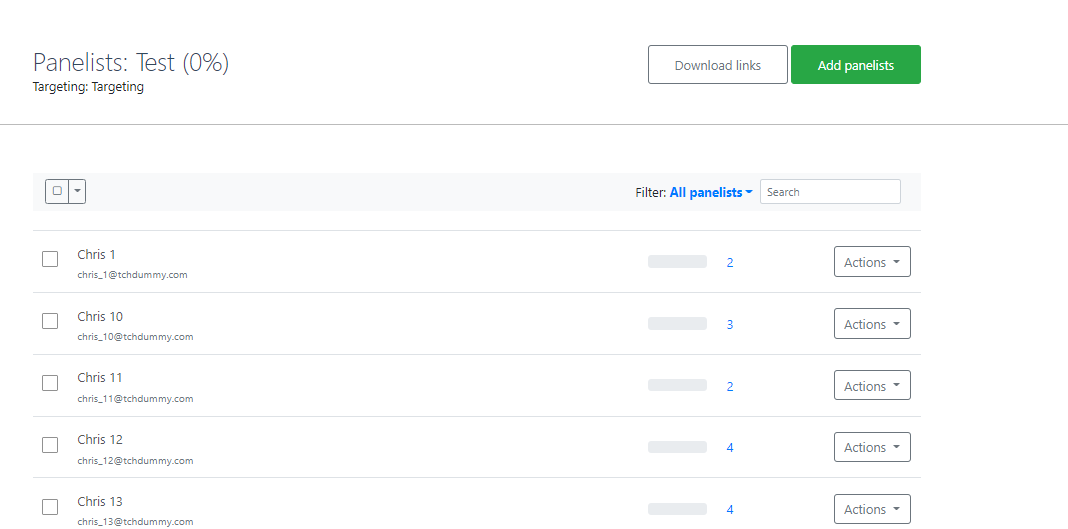 Panelists: Test (0%)
Targeting: Targeting
Download links
Add panelists
Filter: All panelists
Search
Chris 1
chris_1@tchdummy.com
2
Actions
Chris 10
chris_10@tchdummy.com
3
Actions
Chris 11
chris_11@tchdummy.com
2
Actions
Chris 12
chris_12@tchdummy.com
4
Actions
Chris 13
chris_13@tchdummy.com
4
Actions